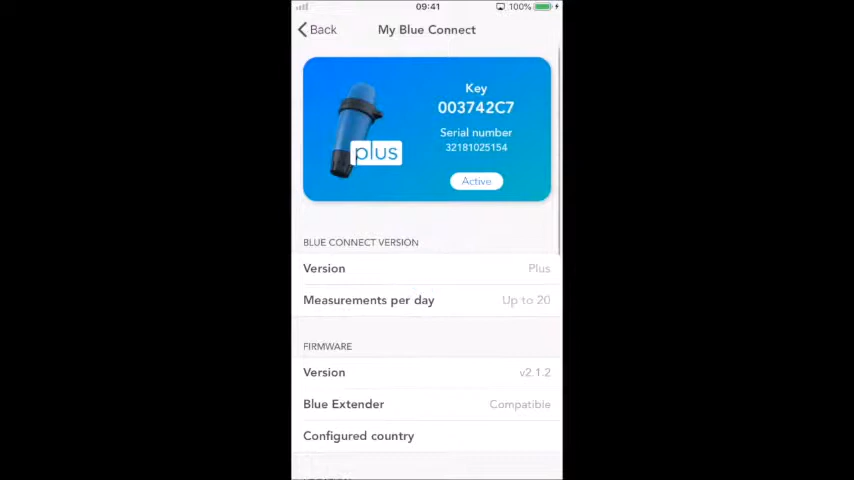 09:41
100%
Back
My Blue Connect
Key
003742C7
Serial number
32181025154
plus
Active
BLUE CONNECT VERSION
Version Plus
Measurements per day Up to 20
FIRMWARE
Version v2.1.2
Blue Extender Compatible
Configured country